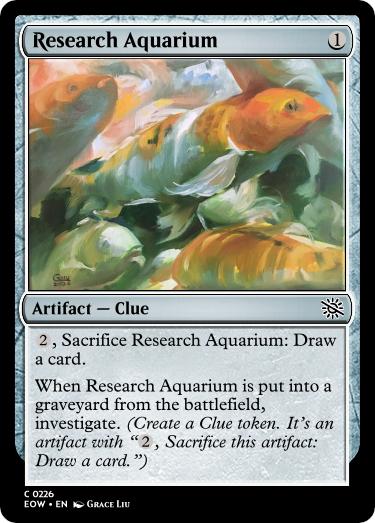 Research Aquarium 1
Artifact — Clue
2, Sacrifice Research Aquarium: Draw
a card.
When Research Aquarium is put into a
graveyard from the battlefield,
investigate. (Create a Clue token. It's an
artifact with “2, Sacrifice this artifact:
Draw a card.”)
C 0226
EOW • EN Grace Liu